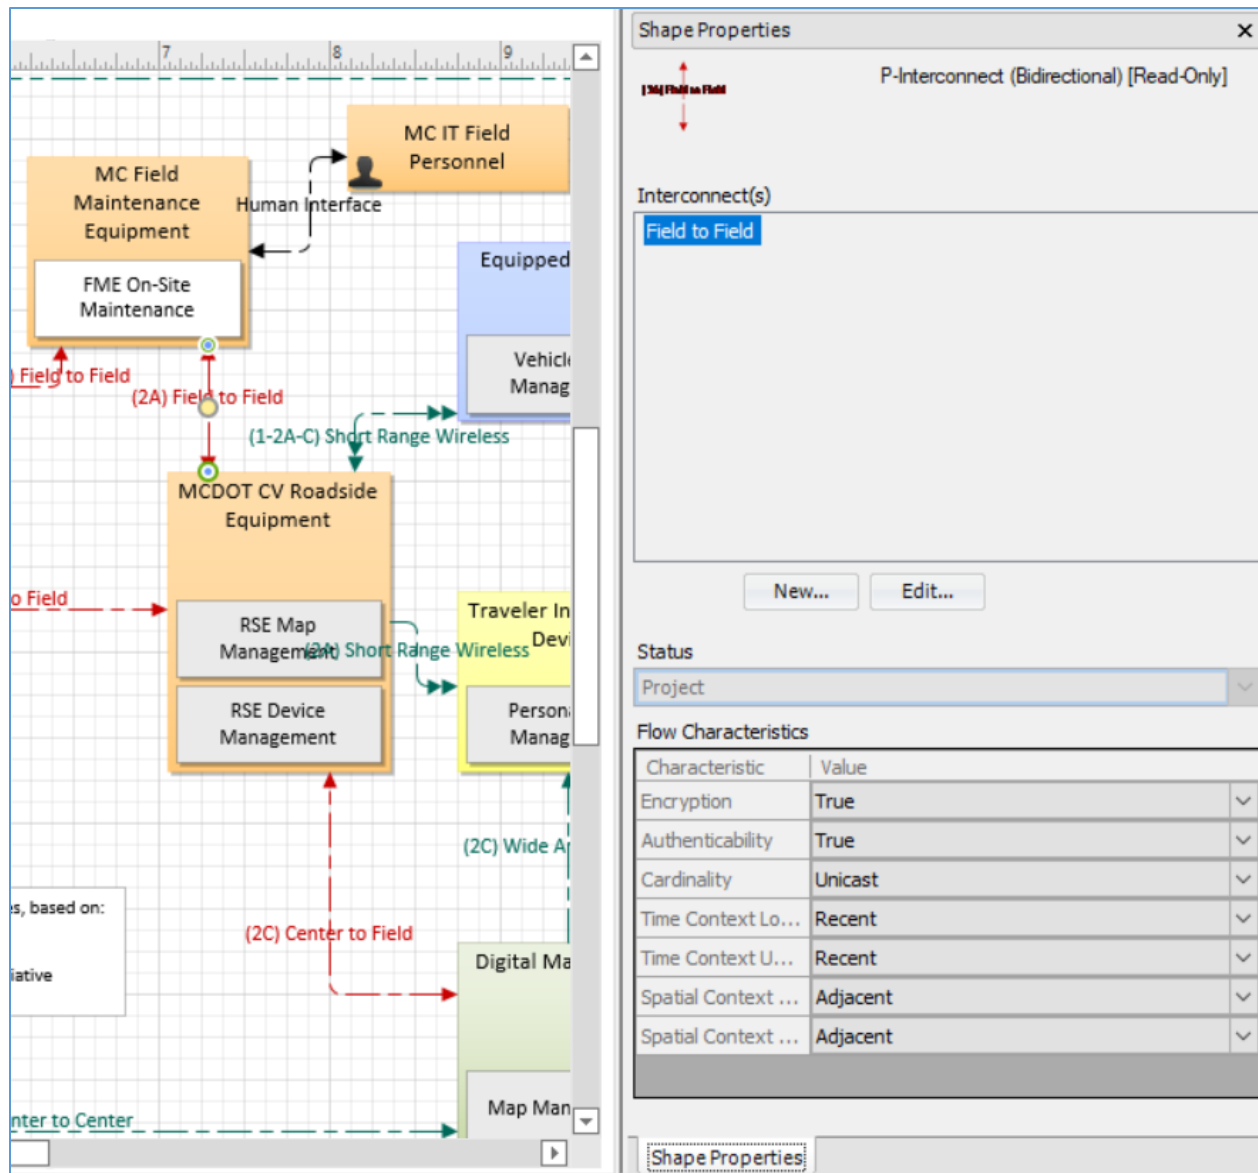 7
8
9
MC IT Field
Personnel
MC Field
Maintenance
Equipment
Human Interface
FME On-Site
Maintenance
Equipped
Vehicle
Manag
) Field to Field
(2A) Field to Field
(1-2A-C) Short Range Wireless
MCDOT CV Roadside
Equipment
o Field
RSE Map
Management
(2A) Short Range Wireless
Traveler In
Devi
RSE Device
Management
Person
Manag
(2C) Wide A
s, based on:
iative
(2C) Center to Field
Digital Ma
Map Man
nter to Center
Shape Properties
Field to Field
P-Interconnect (Bidirectional) [Read-Only]
Interconnect(s)
Field to Field
New...
Edit...
Status
Project
Flow Characteristics
Characteristic Value
Encryption True
Authenticability True
Cardinality Unicast
Time Context Lo... Recent
Time Context U... Recent
Spatial Context ... Adjacent
Spatial Context ... Adjacent
Shape Properties